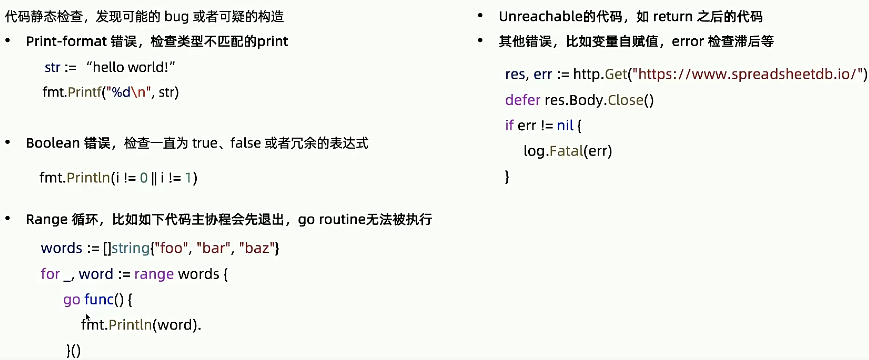 代码静态检查，发现可能的 bug 或者可疑的构造
• Print-format 错误，检查类型不匹配的print
str := “hello world!”
fmt.Printf("%d\n", str)
• Boolean 错误，检查一直为 true、false 或者冗余的表达式
fmt.Println(i != 0 || i != 1)
• Range 循环，比如如下代码主协程会先退出，go routine无法被执行
words := []string{"foo", "bar", "baz"}
for _, word := range words {
go func() {
fmt.Println(word).
}()
• Unreachable的代码，如 return 之后的代码
• 其他错误，比如变量自赋值，error 检查滞后等
res, err := http.Get("https://www.spreadsheetdb.io/")
defer res.Body.Close()
if err != nil {
log.Fatal(err)
}